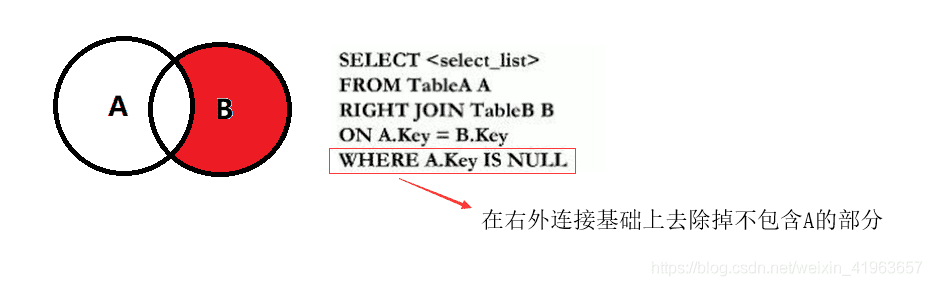 A
B
SELECT <select_list>
FROM TableA A
RIGHT JOIN TableB B
ON A.Key = B.Key
WHERE A.Key IS NULL
在右外连接基础上去除掉不包含A的部分
https://blog.csdn.net/weixin_41963657